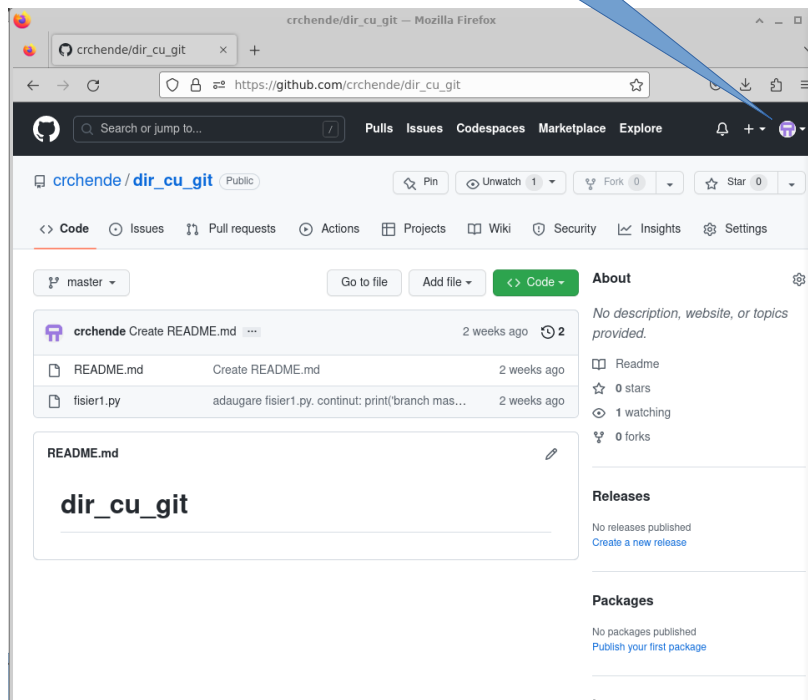 crchende/dir_cu_git — Mozilla Firefox
crchende/dir_cu_git × +
https://github.com/crchende/dir_cu_git
Search or jump to... / Pulls Issues Codespaces Marketplace Explore
crchende / dir_cu_git Public Pin Unwatch 1 Fork 0 Star 0
<> Code Issues Pull requests Actions Projects Wiki Security Insights Settings
master Go to file Add file <> Code About
No description, website, or topics
provided.
crchende Create README.md ... 2 weeks ago 2
README.md Create README.md 2 weeks ago
fisier1.py adaugare fisier1.py. continut: print('branch mas... 2 weeks ago
Readme
0 stars
1 watching
0 forks
README.md
dir_cu_git
Releases
No releases published
Create a new release
Packages
No packages published
Publish your first package